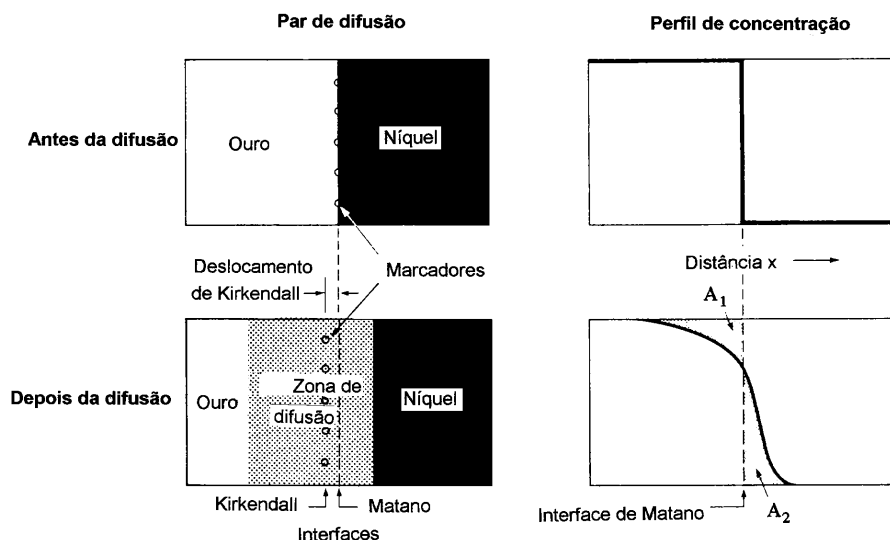 Par de difusão
Perfil de concentração
Antes da difusão
Ouro
Níquel
Deslocamento
de Kirkendall
Marcadores
Distância x
A1
Depois da difusão
Ouro
Zona de
difusão
Níquel
Kirkendall
Matano
Interfaces
Interface de Matano
A2